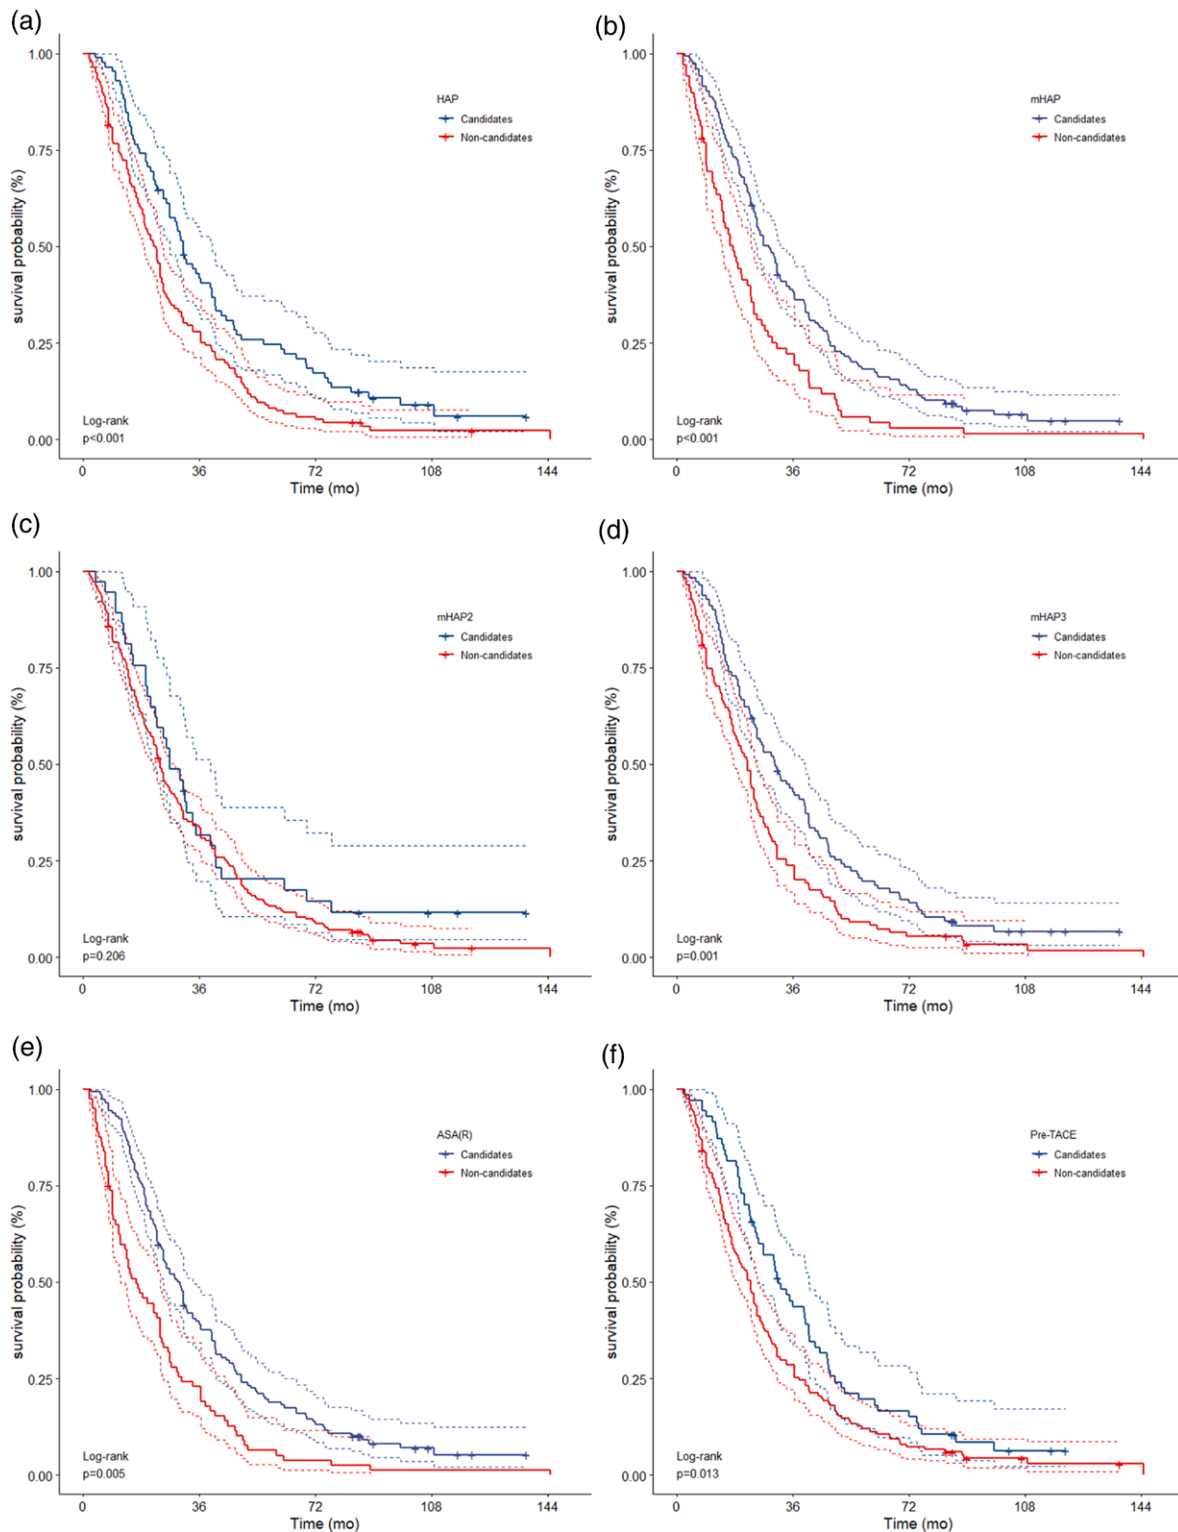 (a)
1.00
0.75
0.50
0.25
0.00
survival probability (%)
HAP
Candidates
Non-candidates
Log-rank
p<0.001
0 36 72 108 144
Time (mo)
(b)
1.00
0.75
0.50
0.25
0.00
survival probability (%)
mHAP
Candidates
Non-candidates
Log-rank
p<0.001
0 36 72 108 144
Time (mo)
(c)
1.00
0.75
0.50
0.25
0.00
survival probability (%)
mHAP2
Candidates
Non-candidates
Log-rank
p=0.206
0 36 72 108 144
Time (mo)
(d)
1.00
0.75
0.50
0.25
0.00
survival probability (%)
mHAP3
Candidates
Non-candidates
Log-rank
p=0.001
0 36 72 108 144
Time (mo)
(e)
1.00
0.75
0.50
0.25
0.00
survival probability (%)
ASA(R)
Candidates
Non-candidates
Log-rank
p=0.005
0 36 72 108 144
Time (mo)
(f)
1.00
0.75
0.50
0.25
0.00
survival probability (%)
Pre-TACE
Candidates
Non-candidates
Log-rank
p=0.013
0 36 72 108 144
Time (mo)